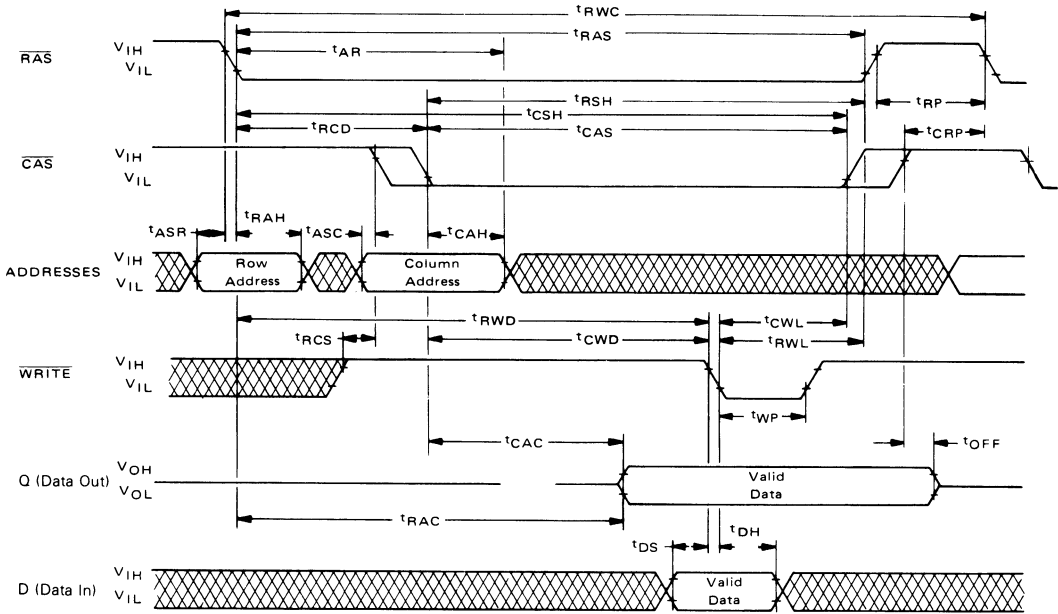 tRWC
tRAS
tAR
RAS
VIH
VIL
tRSH
tRP
tCSH
tRCD
tCAS
tCRP
CAS
VIH
VIL
tASR
tRAH
tASC
tCAH
ADDRESSES
VIH
VIL
Row
Address
Column
Address
tRWD
tCWL
tRCS
tCWD
tRWL
WRITE
VIH
VIL
tWP
tCAC
tOFF
Q (Data Out)
VOH
VOL
Valid
Data
tRAC
tDS
tDH
D (Data In)
VIH
VIL
Valid
Data